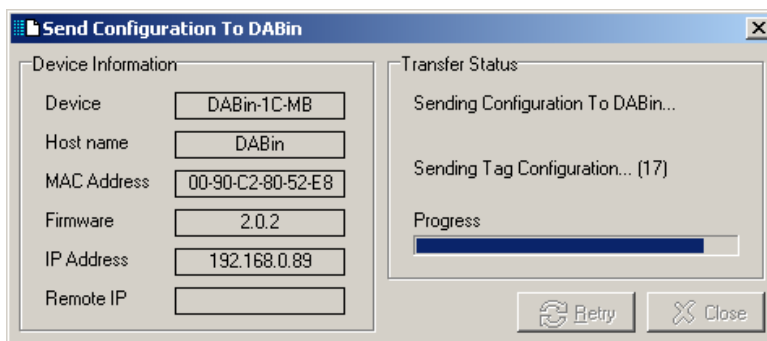 Send Configuration To DABin
Device Information
Device DABin-1C-MB
Host name DABin
MAC Address 00-90-C2-80-52-E8
Firmware 2.0.2
IP Address 192.168.0.89
Remote IP
Transfer Status
Sending Configuration To DABin...
Sending Tag Configuration... (17)
Progress
Retry Close